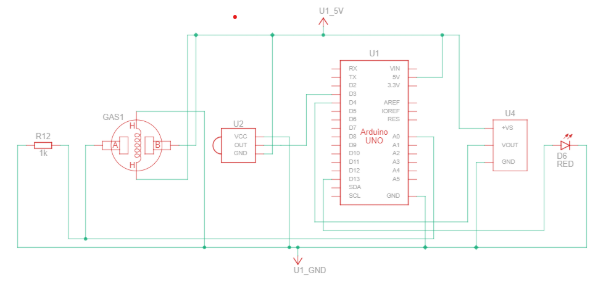 U1_5V
U1
RX
TX
D2
D3
D4
D5
D6
D7
D8
D9
D10
D11
D12
D13
SDA
SCL
VIN
5V
3.3V
AREF
IOREF
RES
A0
A1
A2
A3
A4
A5
GND
Arduino
UNO
GAS1
H
A
B
H
R12
1k
U2
VCC
OUT
GND
U4
+VS
VOUT
GND
D6
RED
U1_GND